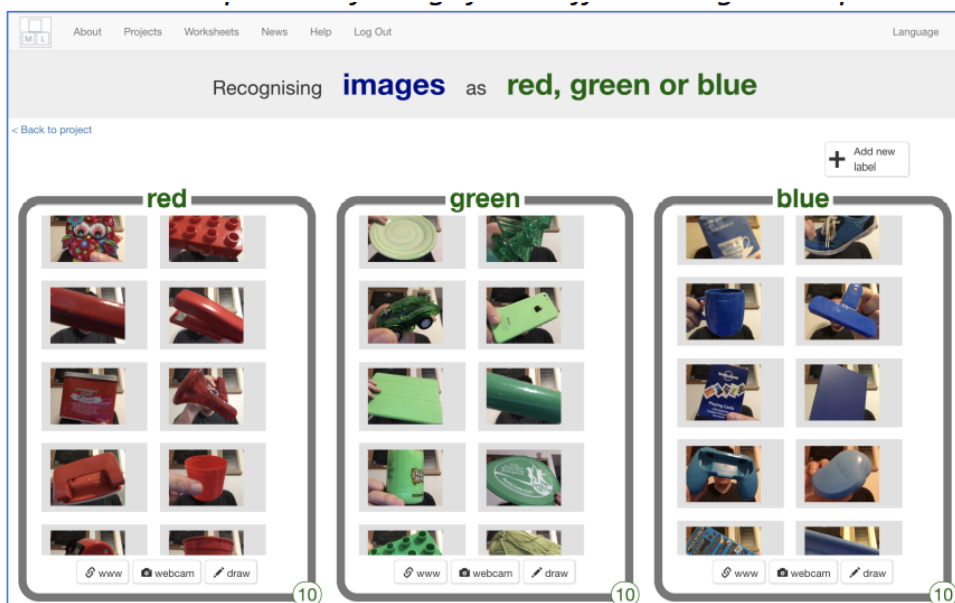 M L
About Projects Worksheets News Help Log Out Language
Recognising images as red, green or blue
< Back to project
Add new
label
red green blue
www webcam draw www webcam draw www webcam draw
10 10 10